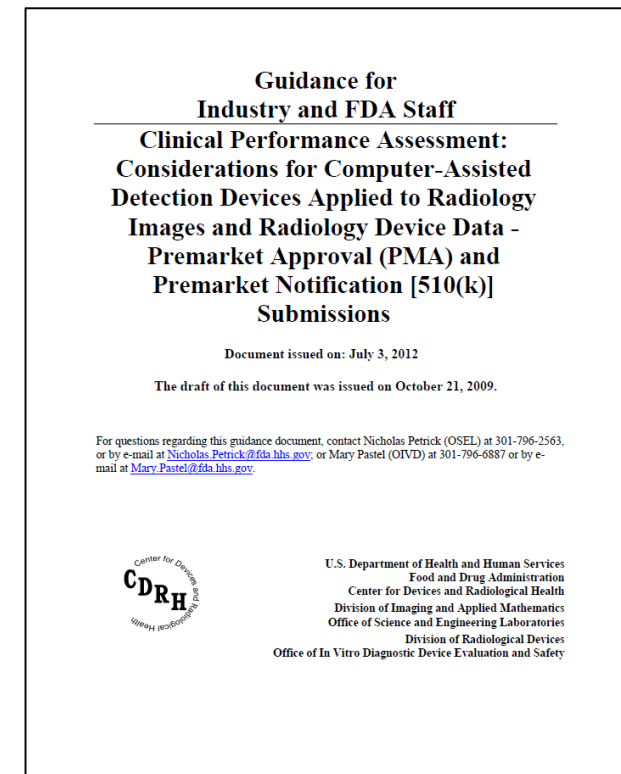 Guidance for
Industry and FDA Staff
Clinical Performance Assessment:
Considerations for Computer-Assisted
Detection Devices Applied to Radiology
Images and Radiology Device Data -
Premarket Approval (PMA) and
Premarket Notification [510(k)]
Submissions
Document issued on: July 3, 2012
The draft of this document was issued on October 21, 2009.
For questions regarding this guidance document, contact Nicholas Petrick (OSEL) at 301-796-2563,
or by e-mail at Nicholas.Petrick@fda.hhs.gov; or Mary Pastel (OIVD) at 301-796-6887 or by e-
mail at Mary.Pastel@fda.hhs.gov.
Center for Devices and Radiological Health
CDRH
U.S. Department of Health and Human Services
Food and Drug Administration
Center for Devices and Radiological Health
Division of Imaging and Applied Mathematics
Office of Science and Engineering Laboratories
Division of Radiological Devices
Office of In Vitro Diagnostic Device Evaluation and Safety